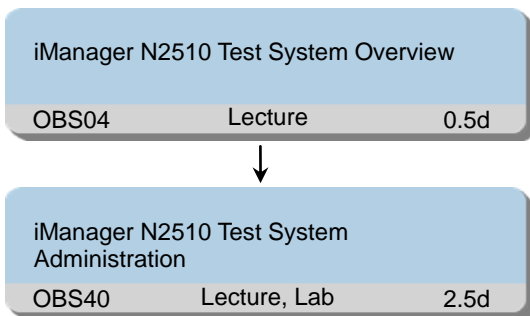 iManager N2510 Test System Overview
OBS04 Lecture 0.5d
iManager N2510 Test System
Administration
OBS40 Lecture, Lab 2.5d